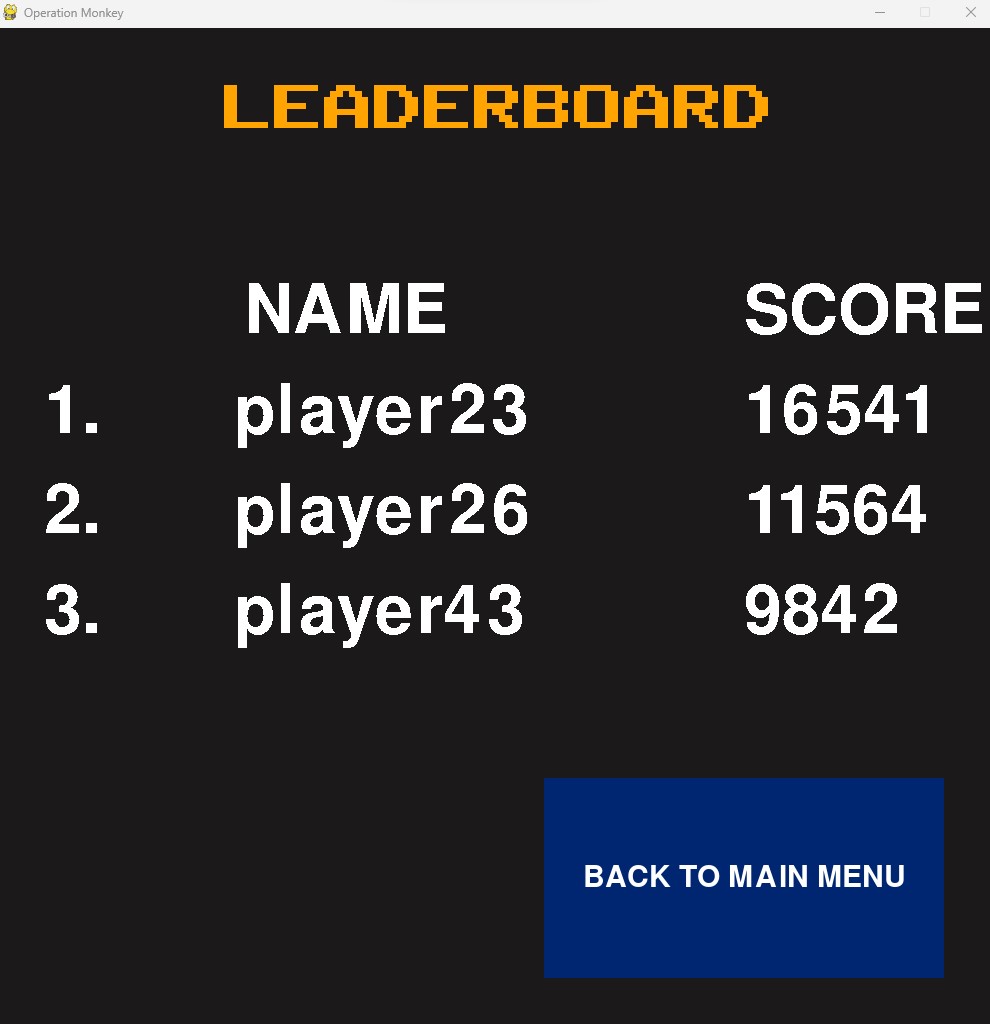 Operation Monkey
LEADERBOARD
NAME SCORE
1. player23 16541
2. player26 11564
3. player43 9842
BACK TO MAIN MENU